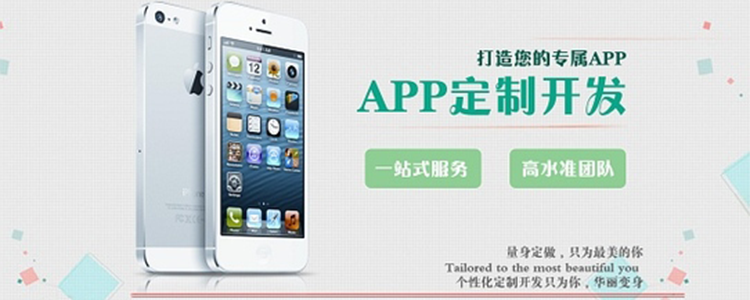 打造您的专属APP
APP定制开发
一站式服务
高水准团队
量身定做，只为最美的你
Tailored to the most beautiful you
个性化定制开发只为你，华丽变身